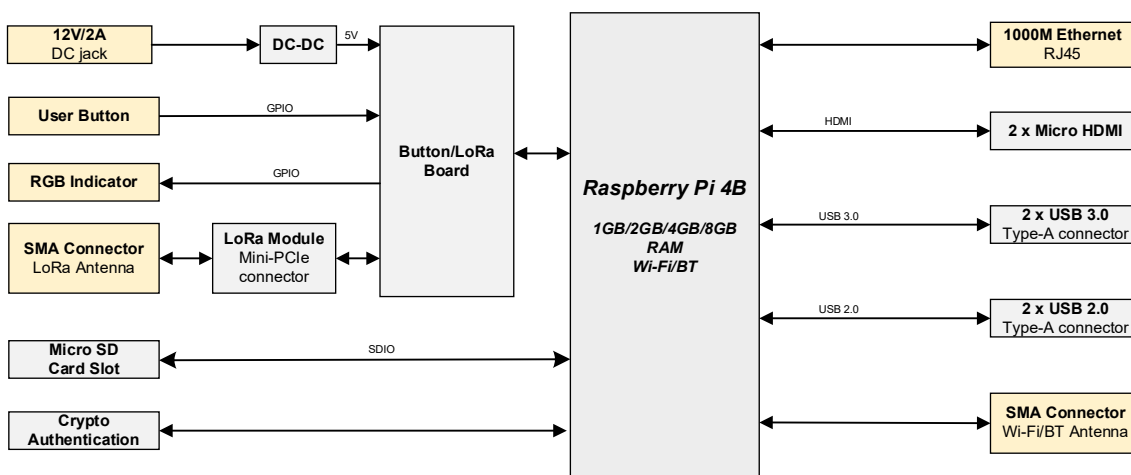 12V/2A
DC jack
DC-DC
5V
User Button
GPIO
RGB Indicator
GPIO
SMA Connector
LoRa Antenna
LoRa Module
Mini-PCIe
connector
Button/LoRa
Board
Micro SD
Card Slot
SDIO
Crypto
Authentication
Raspberry Pi 4B
1GB/2GB/4GB/8GB
RAM
Wi-Fi/BT
1000M Ethernet
RJ45
HDMI
2 x Micro HDMI
USB 3.0
2 x USB 3.0
Type-A connector
USB 2.0
2 x USB 2.0
Type-A connector
SMA Connector
Wi-Fi/BT Antenna